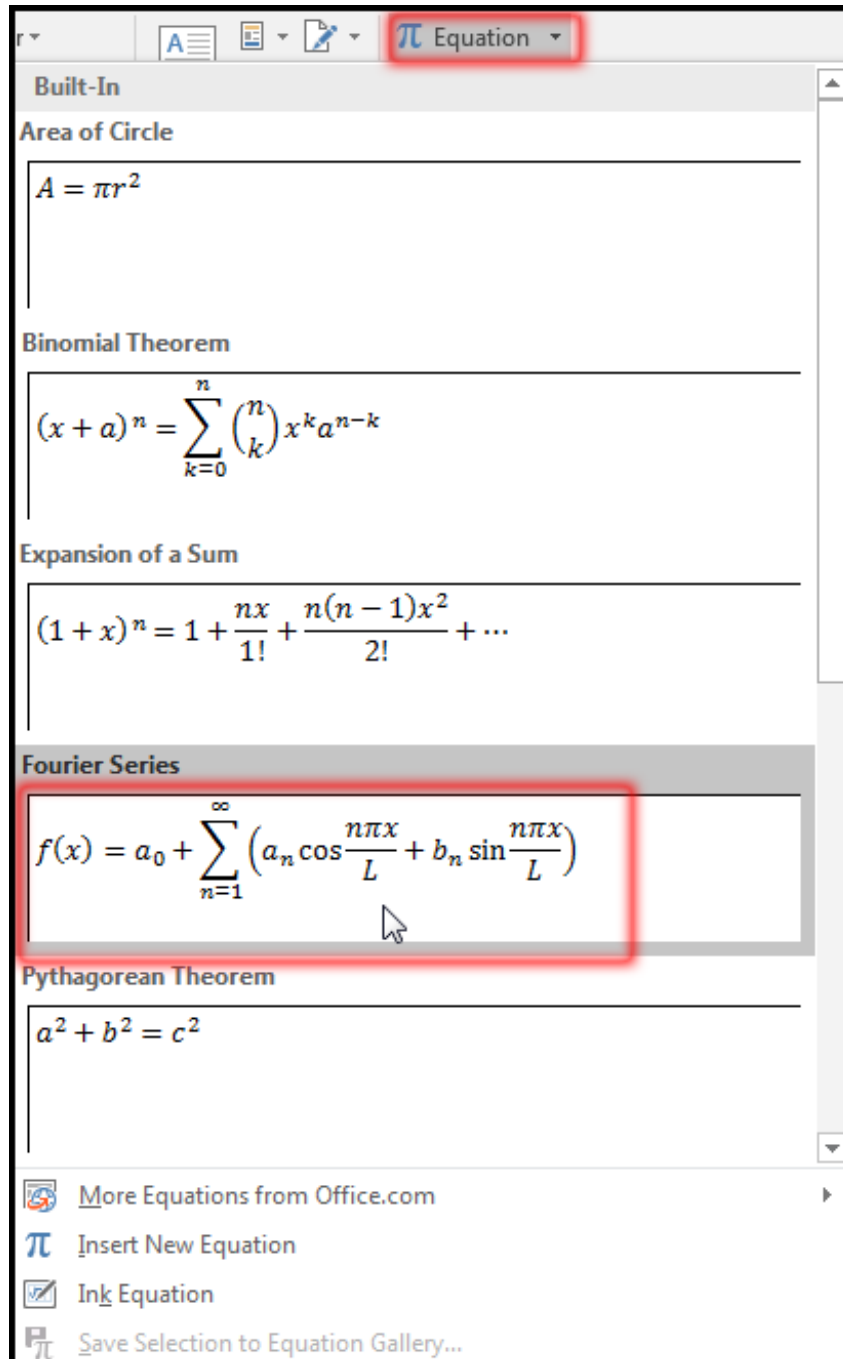 r
A
π Equation
Built-In
Area of Circle
A = πr²
Binomial Theorem
(x + a)ⁿ = ∑_{k=0}^{n} (n k) xᵏaⁿ⁻ᵏ
Expansion of a Sum
(1 + x)ⁿ = 1 + nx/1! + n(n − 1)x²/2! + ⋯
Fourier Series
f(x) = a₀ + ∑_{n=1}^{∞} (aₙ cos nπx/L + bₙ sin nπx/L)
Pythagorean Theorem
a² + b² = c²
More Equations from Office.com
π Insert New Equation
Ink Equation
π Save Selection to Equation Gallery...